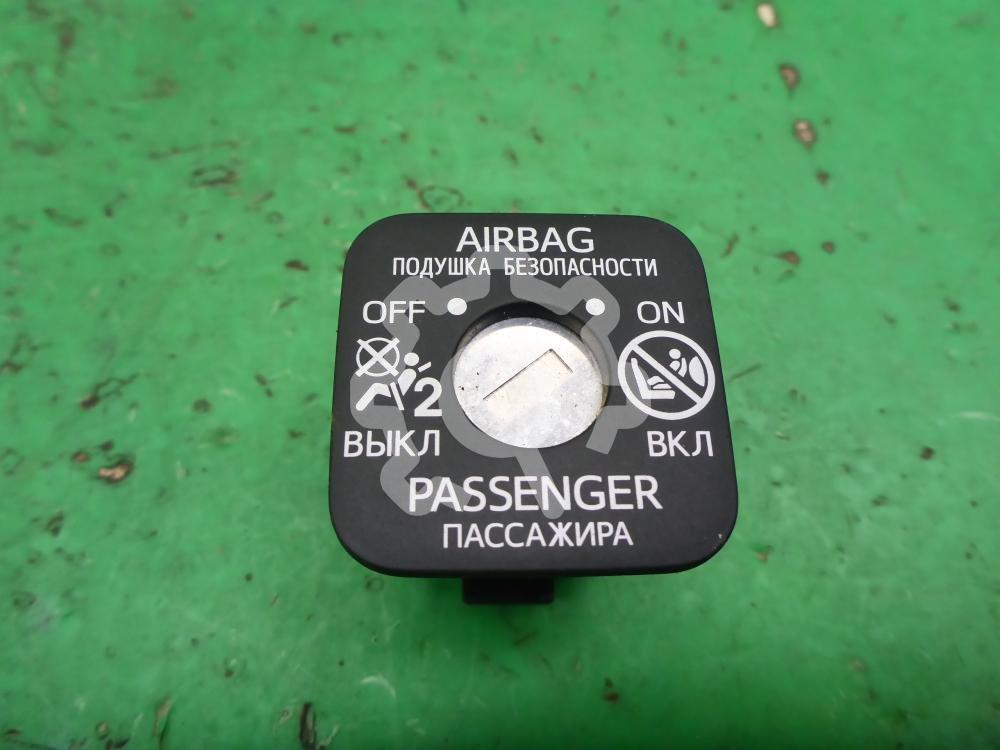 AIRBAG
ПОДУШКА БЕЗОПАСНОСТИ
OFF ON
2
ВЫКЛ ВКЛ
PASSENGER
ПАССАЖИРА